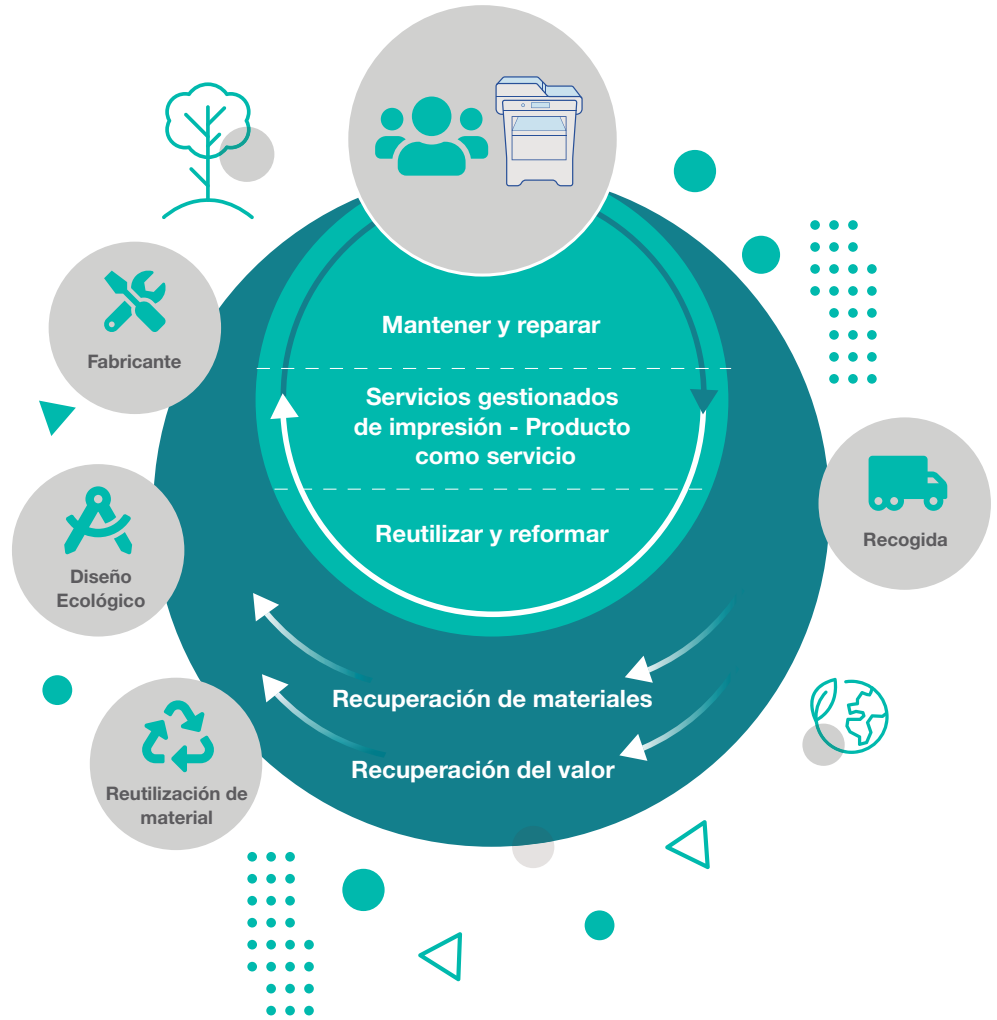 Mantener y reparar
Fabricante
Servicios gestionados
de impresión - Producto
como servicio
Reutilizar y reformar
Recogida
Diseño
Ecológico
Recuperación de materiales
Recuperación del valor
Reutilización de
material